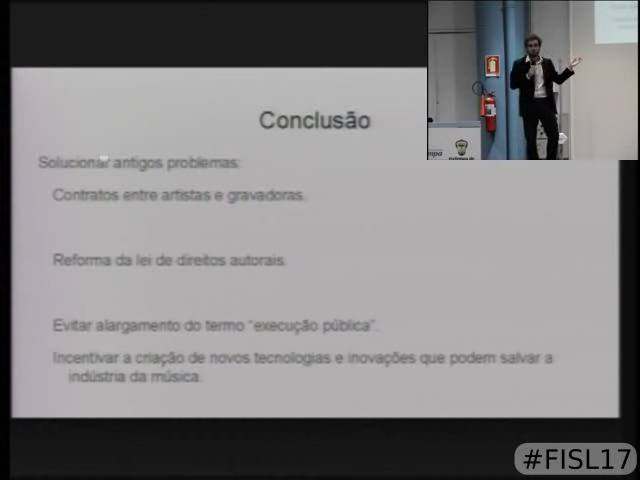 Conclusão
Solucionar antigos problemas:
Contratos entre artistas e gravadoras.
Reforma da lei de direitos autorais.
Evitar alargamento do termo "execução pública".
Incentivar a criação de novos tecnologias e inovações que podem salvar a
indústria da música.
#FISL17